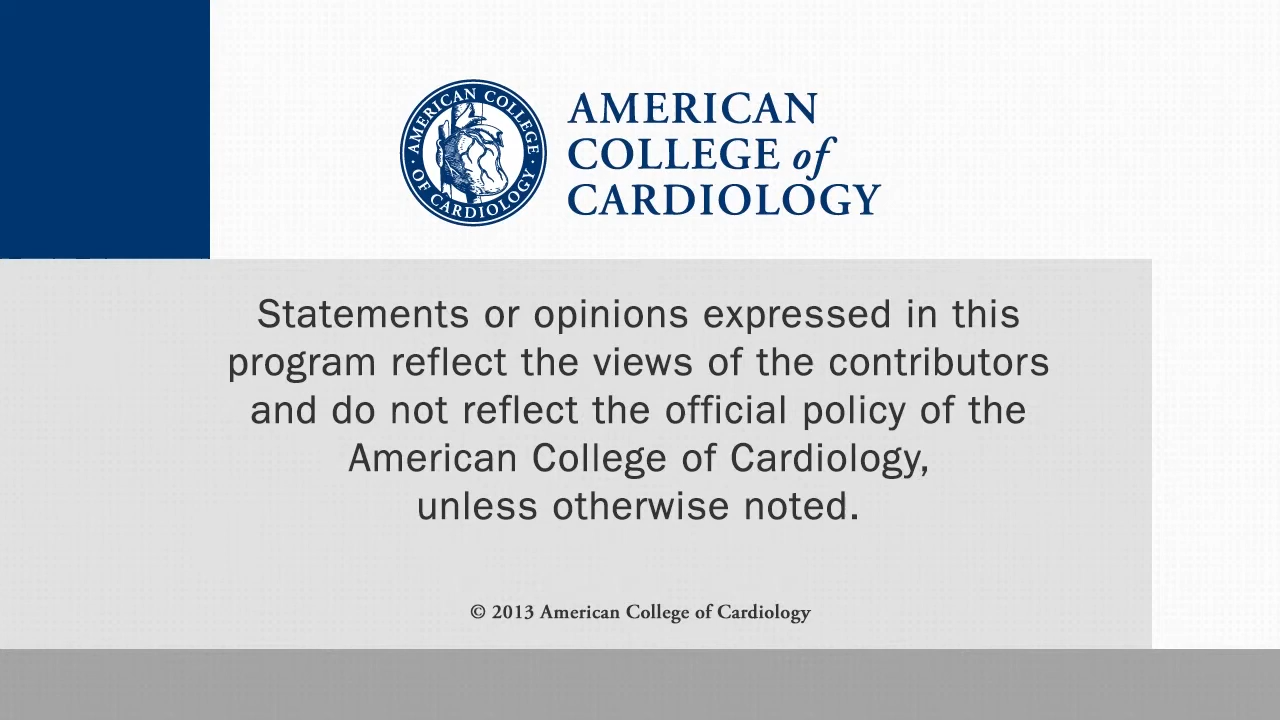 AMERICAN COLLEGE
· OF CARDIOLOGY ·
AMERICAN
COLLEGE of
CARDIOLOGY
Statements or opinions expressed in this
program reflect the views of the contributors
and do not reflect the official policy of the
American College of Cardiology,
unless otherwise noted.
© 2013 American College of Cardiology